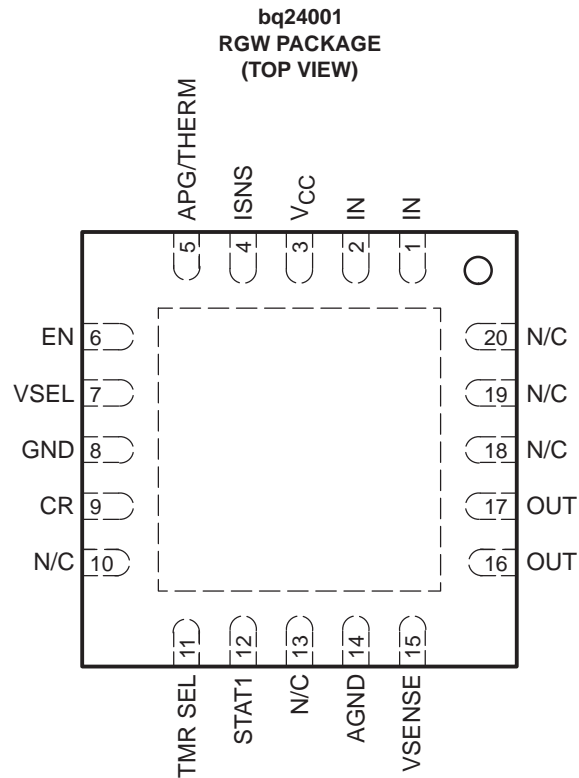 bq24001
RGW PACKAGE
(TOP VIEW)
APG/THERM
ISNS
VCC
IN
IN
5
4
3
2
1
EN 6
20 N/C
VSEL 7
19 N/C
GND 8
18 N/C
CR 9
17 OUT
N/C 10
16 OUT
11
12
13
14
15
TMR SEL
STAT1
N/C
AGND
VSENSE